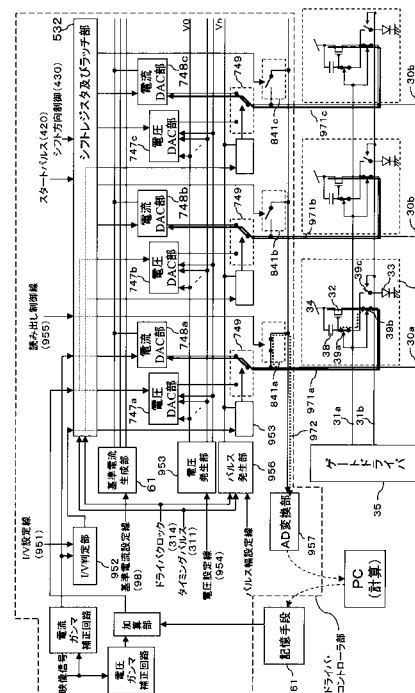 スタートパルス(420)
シフト方向制御(430)
532
読み出し制御線
(955)
シフトレジスタ及びラッチ部
I/V設定線
(951)
I/V判定部
952
映像信号
電流ガンマ
補正回路
電圧ガンマ
補正回路
加算部
基準電流設定線
(98)
ドライバクロック
(314)
タイミングパルス
(311)
電圧設定線
(954)
パルス幅設定線
基準電流
生成部
61
電圧
発生部
953
パルス
発生部
956
V0
Vn
電流
DAC部
748a
電圧
DAC部
747a
749
953
電流
DAC部
748b
電圧
DAC部
747b
749
電流
DAC部
748c
電圧
DAC部
747c
749
841a
841b
841c
971a
971b
971c
972
AD変換部
957
PC
(計算)
記憶手段
61
ドライバ・
コントローラ部
ゲートドライバ
35
31a
31b
30a
30b
30b
34
32
38
39a
39b
39c
33